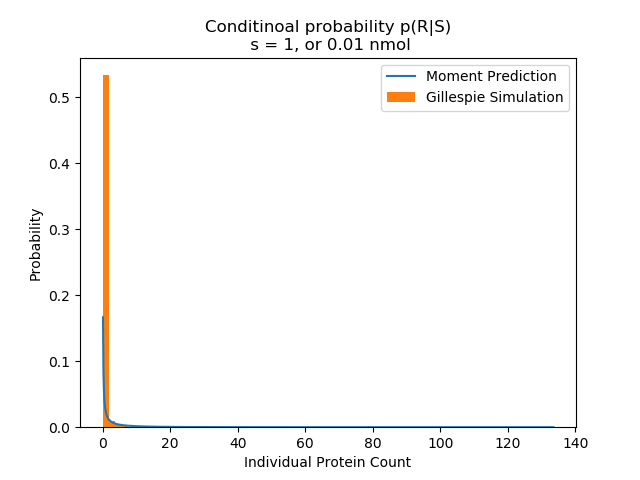 Conditinoal probability p(R|S)
s = 1, or 0.01 nmol
Moment Prediction
Gillespie Simulation
Probability
0.5
0.4
0.3
0.2
0.1
0.0
0 20 40 60 80 100 120 140
Individual Protein Count